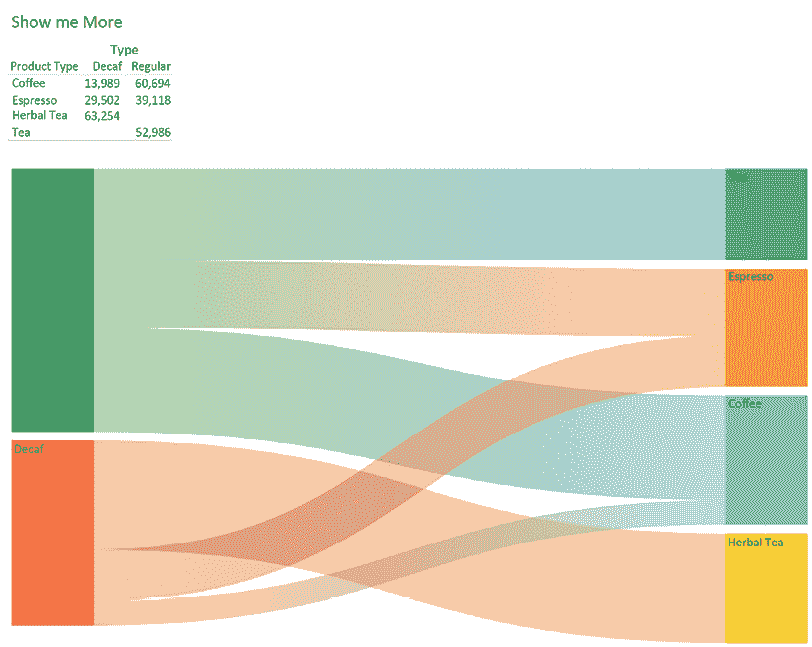 Show me More
Type
Product Type Decaf Regular
Coffee 13,989 60,694
Espresso 29,502 39,118
Herbal Tea 63,254
Tea 52,986
Espresso
Coffee
Decaf
Herbal Tea